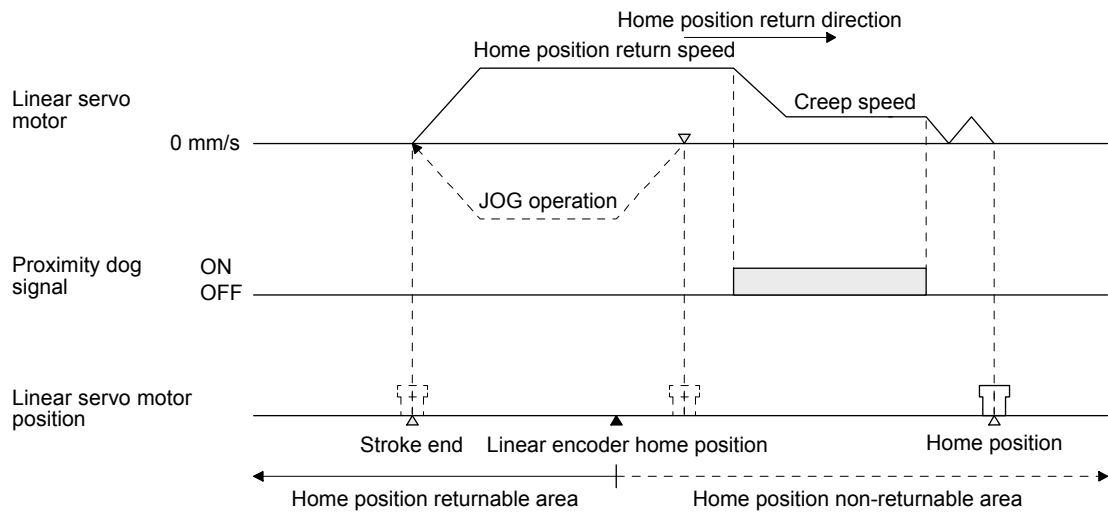 Home position return direction
Home position return speed
Linear servo
motor
Creep speed
0 mm/s
JOG operation
Proximity dog
signal
ON
OFF
Linear servo motor
position
Stroke end
Linear encoder home position
Home position
Home position returnable area
Home position non-returnable area